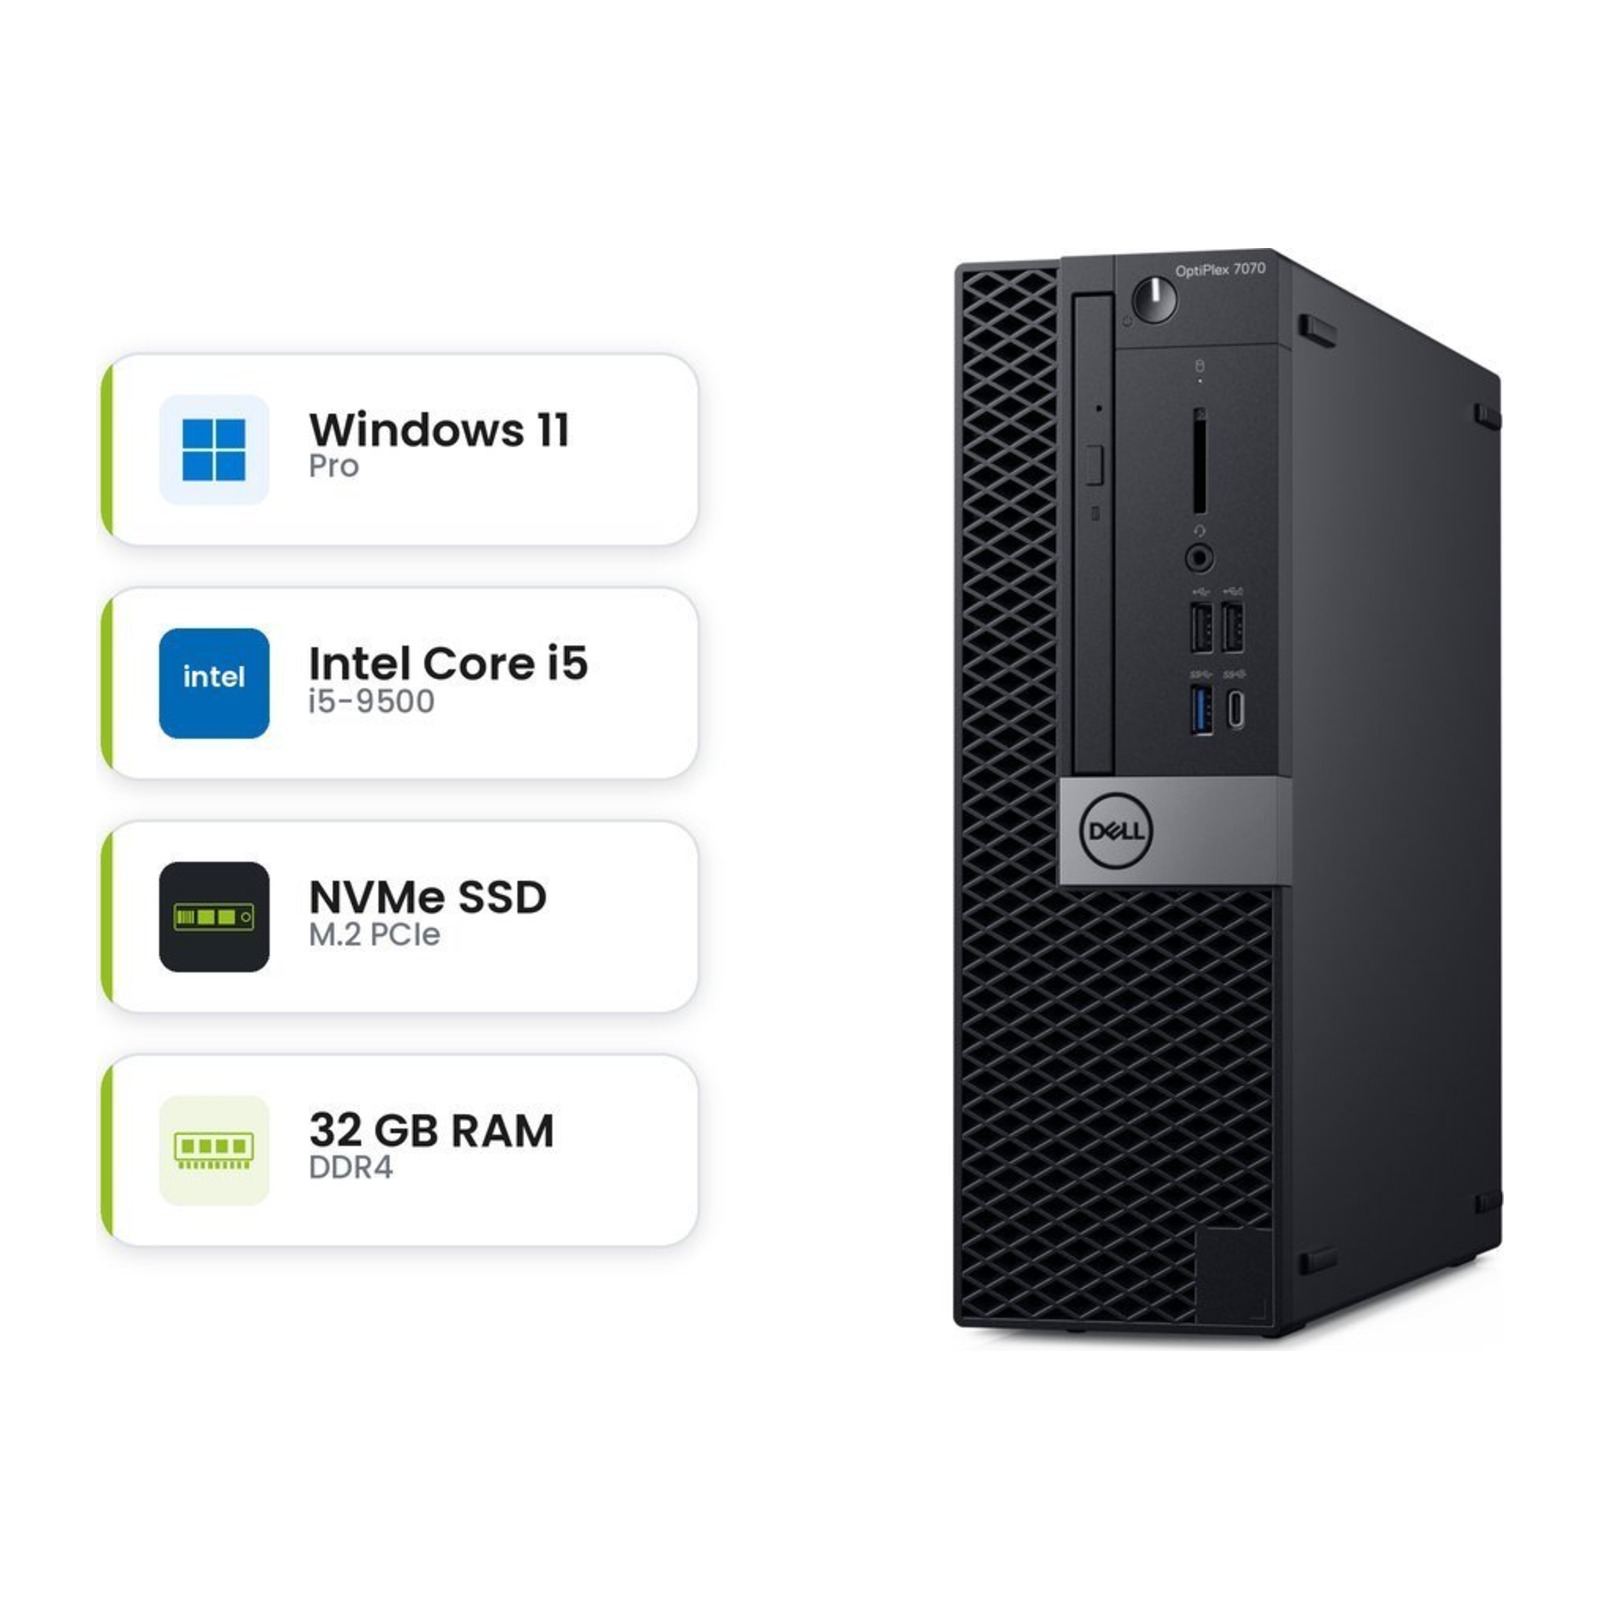 Windows 11
Pro
intel
Intel Core i5
i5-9500
NVMe SSD
M.2 PCIe
32 GB RAM
DDR4
OptiPlex 7070
DELL